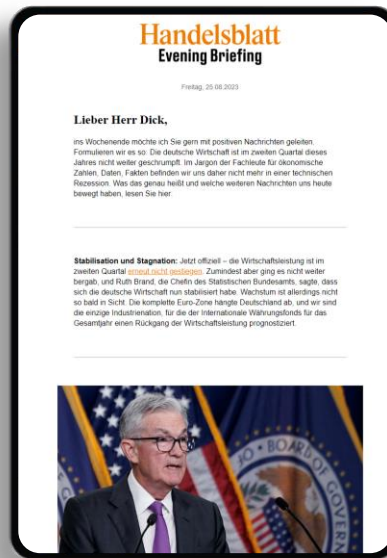 Handelsblatt
Evening Briefing
Freitag, 25.08.2023
Lieber Herr Dick,
ins Wochenende möchte ich Sie gern mit positiven Nachrichten geleiten.
Formulieren wir es so: Die deutsche Wirtschaft ist im zweiten Quartal dieses
Jahres nicht weiter geschrumpft. Im Jargon der Fachleute für ökonomische
Zahlen, Daten, Fakten befinden wir uns daher nicht mehr in einer technischen
Rezession. Was das genau heißt und welche weiteren Nachrichten uns heute
bewegt haben, lesen Sie hier.
Stabilisation und Stagnation: Jetzt offiziell – die Wirtschaftsleistung ist im
zweiten Quartal erneut nicht gestiegen. Zumindest aber ging es nicht weiter
bergab, und Ruth Brand, die Chefin des Statistischen Bundesamts, sagte, dass
sich die deutsche Wirtschaft nun stabilisiert habe. Wachstum ist allerdings nicht
so bald in Sicht. Die komplette Euro-Zone hängte Deutschland ab, und wir sind
die einzige Industrienation, für die der Internationale Währungsfonds für das
Gesamtjahr einen Rückgang der Wirtschaftsleistung prognostiziert.
BOARD OF GOVER